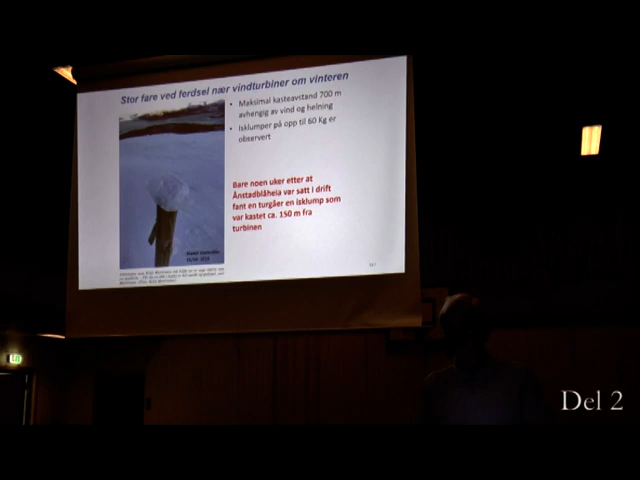 Stor fare ved ferdsel nær vindturbiner om vinteren
• Maksimal kasteavstand 700 m
avhengig av vind og helning
• Isklumper på opp til 60 Kg er
observert
Bare noen uker etter at
Ånstadblåheia var satt i drift
fant en turgåer en isklump som
var kastet ca. 150 m fra
turbinen
Del 2